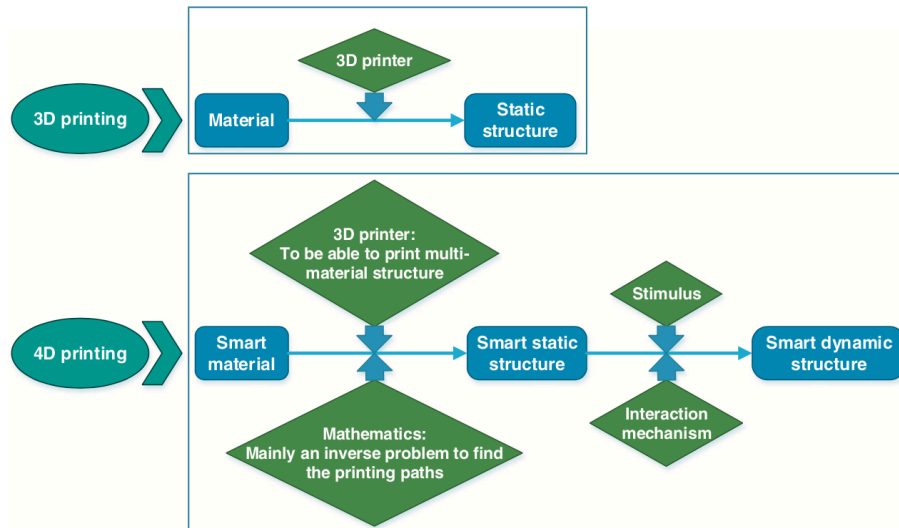 3D printer
3D printing
Material
Static
structure
3D printer:
To be able to print multi-
material structure
Stimulus
4D printing
Smart
material
Smart static
structure
Smart dynamic
structure
Mathematics:
Mainly an inverse problem to find
the printing paths
Interaction
mechanism